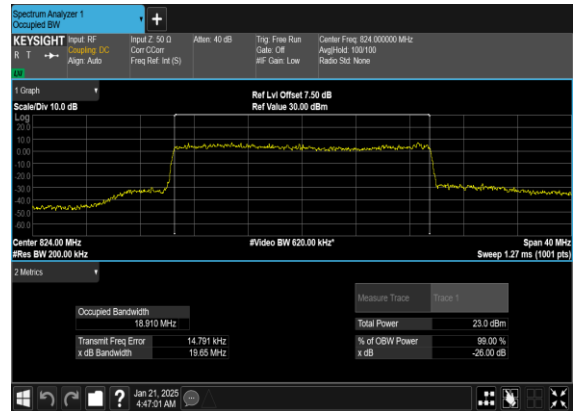 Spectrum Analyzer 1
Occupied BW
+
KEYSIGHT Input: RF Input Z: 50 Ω Atten: 40 dB Trig: Free Run Center Freq: 824.000000 MHz
R T Coupling: DC Corr CCorr Gate: Off Avg|Hold: 100/100
Align: Auto Freq Ref: Int (S) #IF Gain: Low Radio Std: None
LXI
1 Graph
Ref Lvl Offset 7.50 dB
Scale/Div 10.0 dB Ref Value 30.00 dBm
Log
20.0
10.0
0.00
-10.0
-20.0
-30.0
-40.0
-50.0
-60.0
Center 824.00 MHz #Video BW 620.00 kHz* Span 40 MHz
#Res BW 200.00 kHz Sweep 1.27 ms (1001 pts)
2 Metrics
Measure Trace Trace 1
Occupied Bandwidth
18.910 MHz Total Power 23.0 dBm
Transmit Freq Error 14.791 kHz % of OBW Power 99.00 %
x dB Bandwidth 19.65 MHz x dB -26.00 dB
? Jan 21, 2025
4:47:01 AM